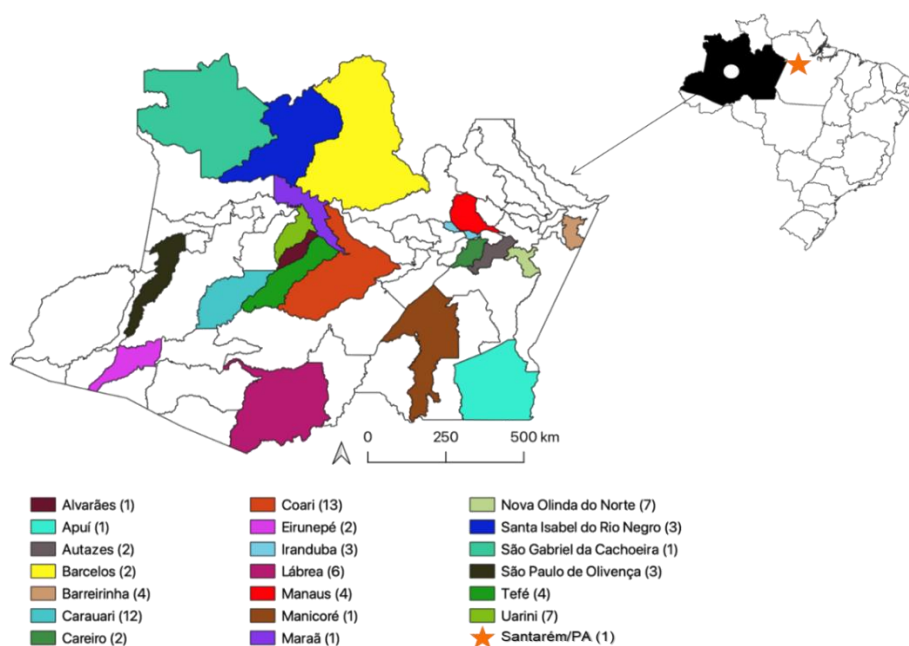 0 250 500 km
Alvarães (1)
Apuí (1)
Autazes (2)
Barcelos (2)
Barreirinha (4)
Carauari (12)
Careiro (2)
Coari (13)
Eirunepé (2)
Iranduba (3)
Lábrea (6)
Manaus (4)
Manicoré (1)
Maraã (1)
Nova Olinda do Norte (7)
Santa Isabel do Rio Negro (3)
São Gabriel da Cachoeira (1)
São Paulo de Olivença (3)
Tefé (4)
Uarini (7)
Santarém/PA (1)